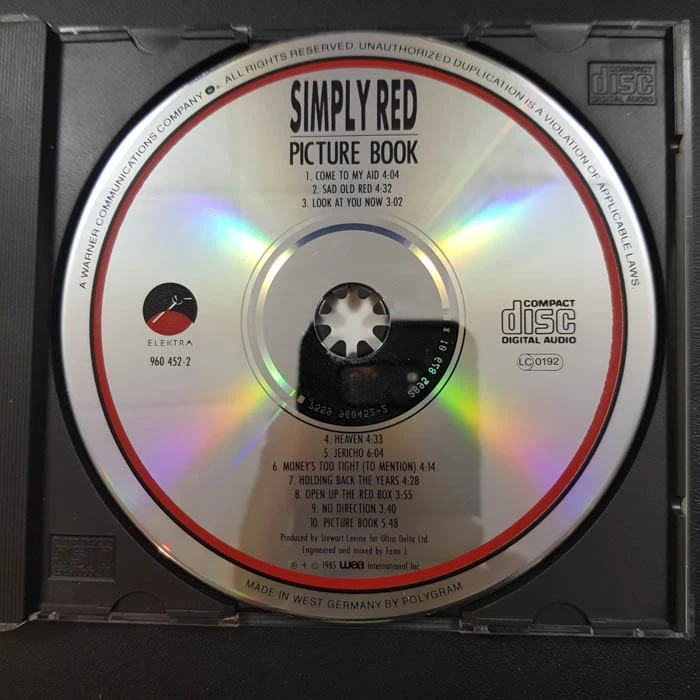 A WARNER COMMUNICATIONS COMPANY ALL RIGHTS RESERVED. UNAUTHORIZED DUPLICATION IS A VIOLATION OF APPLICABLE LAWS.
SIMPLY RED
PICTURE BOOK
1. COME TO MY AID 4:04
2. SAD OLD RED 4:32
3. LOOK AT YOU NOW 3:02
ELEKTRA
960 452-2
COMPACT
disc
DIGITAL AUDIO
LC 0192
4. HEAVEN 4:33
5. JERICHO 6:04
6. MONEY'S TOO TIGHT (TO MENTION) 4:14
7. HOLDING BACK THE YEARS 4:28
8. OPEN UP THE RED BOX 3:55
9. NO DIRECTION 3:40
10. PICTURE BOOK 5:48
Produced by Stewart Levine for Ultra Delta Ltd.
Engineered and mixed by Femi J.
℗ + © 1985 wea International Inc
MADE IN WEST GERMANY BY POLYGRAM
COMPACT
disc
DIGITAL AUDIO